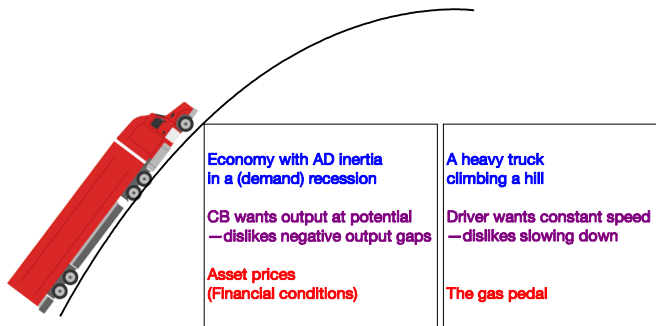 Economy with AD inertia
in a (demand) recession
CB wants output at potential
—dislikes negative output gaps
Asset prices
(Financial conditions)
A heavy truck
climbing a hill
Driver wants constant speed
—dislikes slowing down
The gas pedal